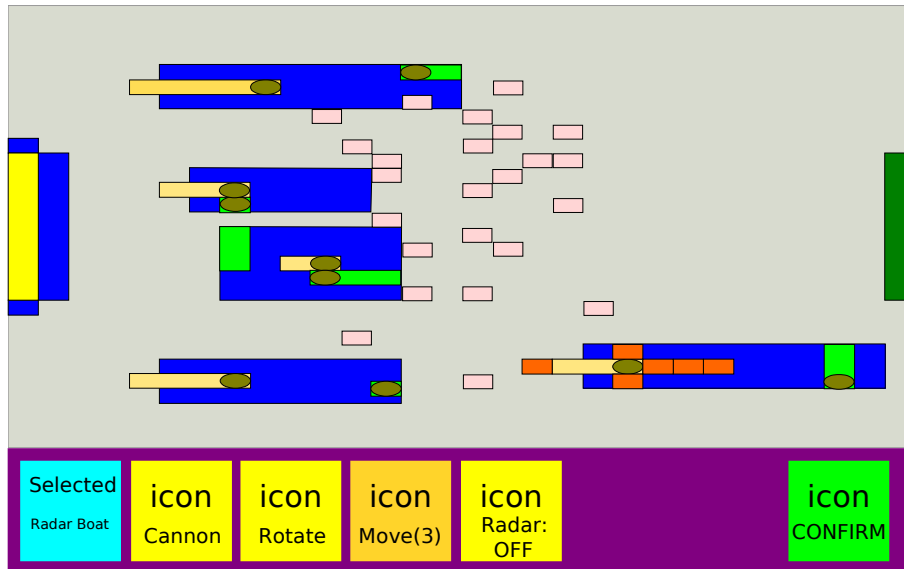 Selected
Radar Boat
icon
Cannon
icon
Rotate
icon
Move(3)
icon
Radar:
OFF
icon
CONFIRM